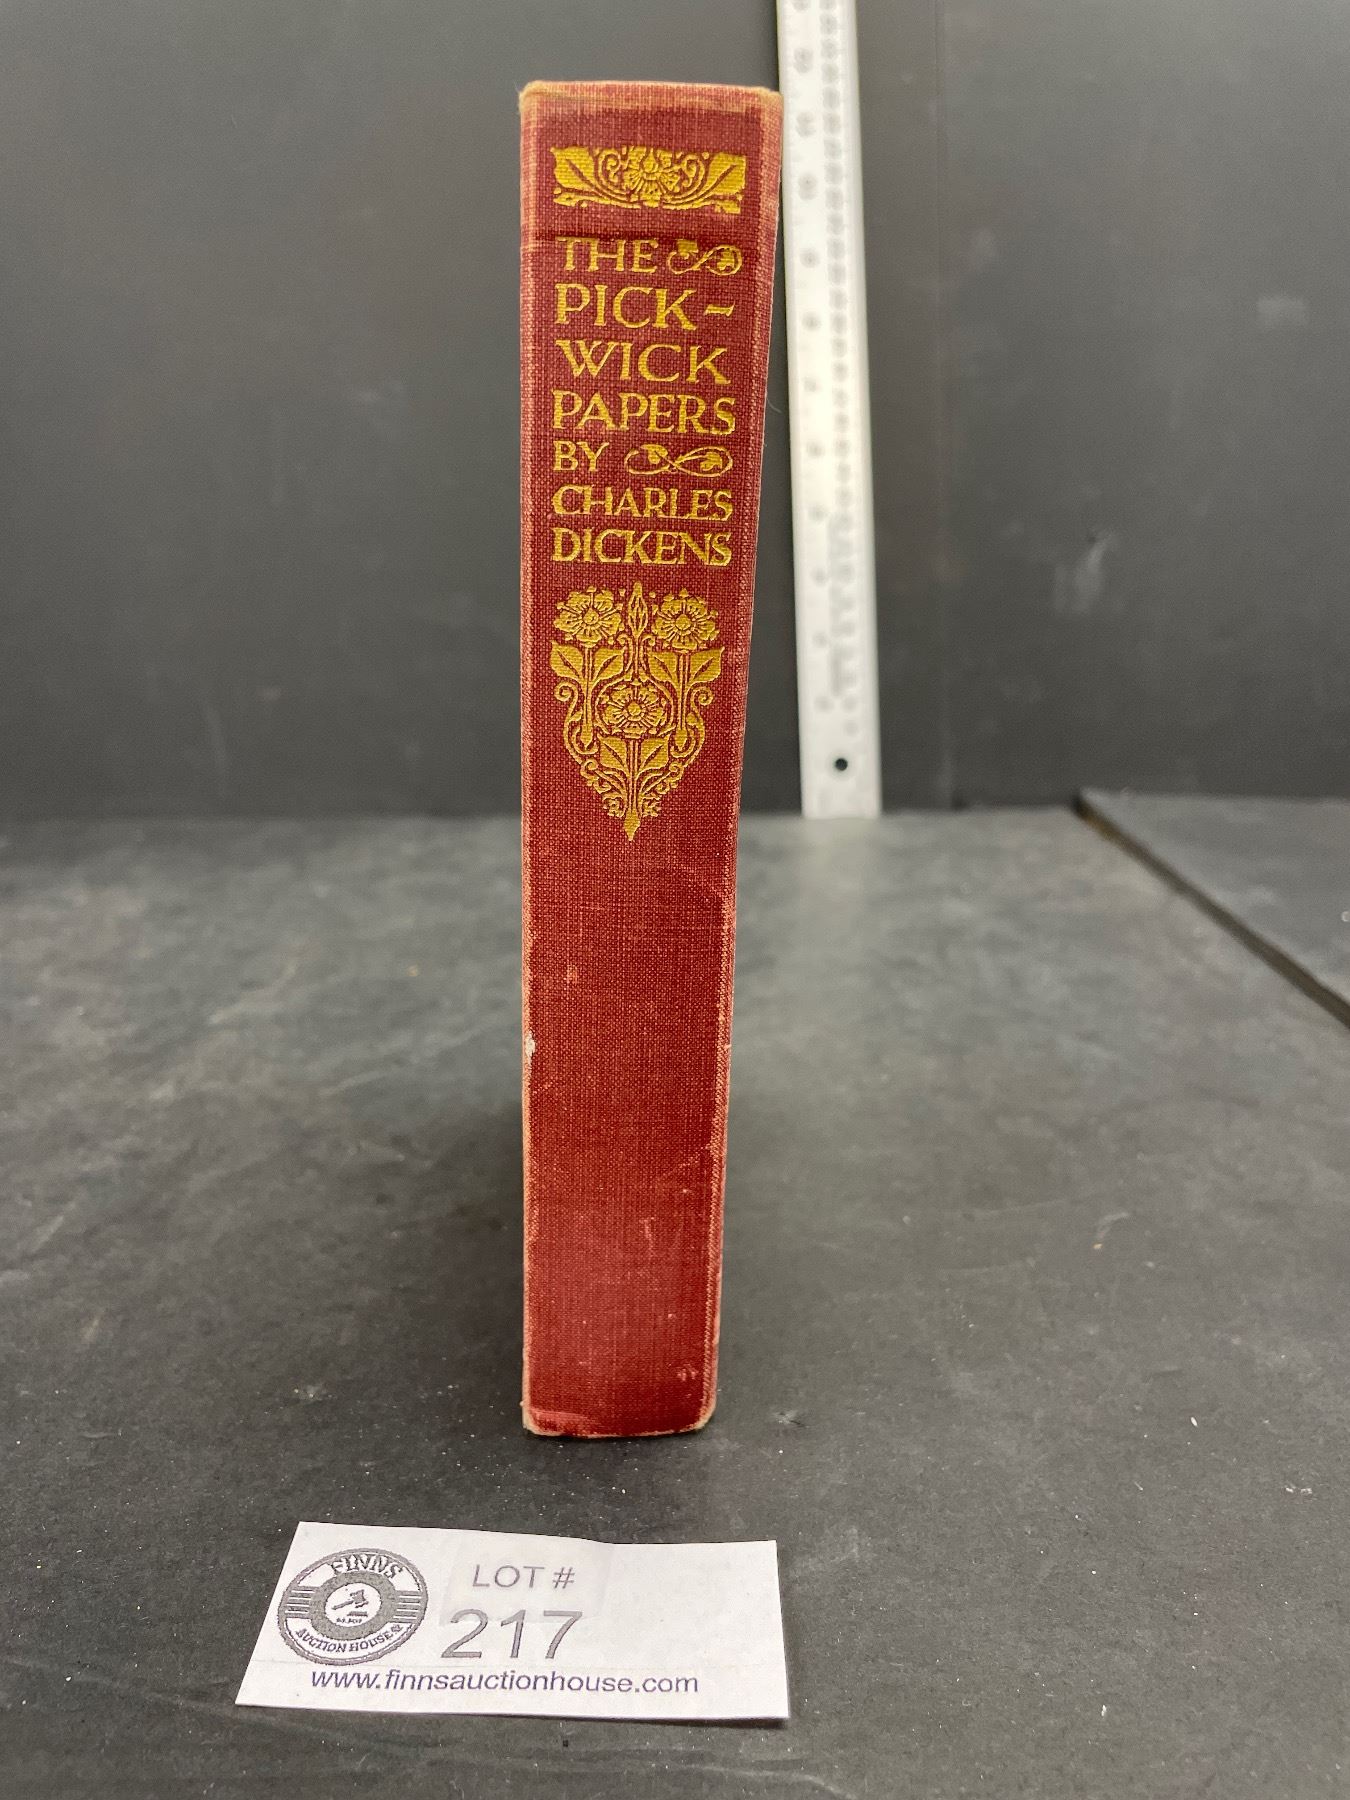 THE
PICK-
WICK
PAPERS
BY
CHARLES
DICKENS
FINNS
AUCTION HOUSE
LOT #
217
www.finnsauctionhouse.com